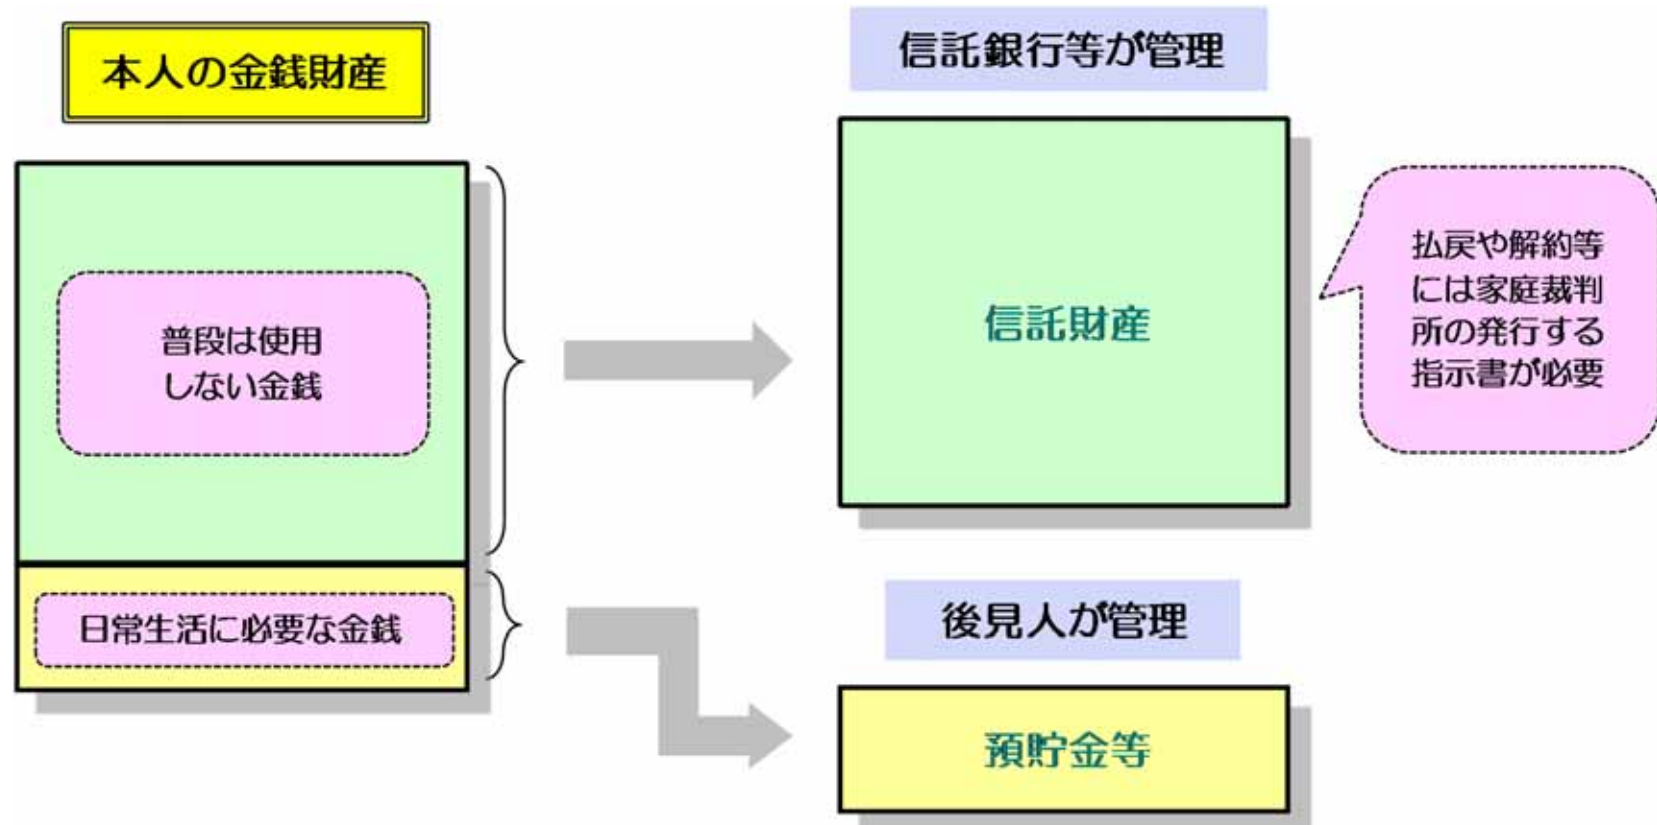 本人の金銭財産
普段は使用
しない金銭
日常生活に必要な金銭
信託銀行等が管理
信託財産
払戻や解約等
には家庭裁判
所の発行する
指示書が必要
後見人が管理
預貯金等